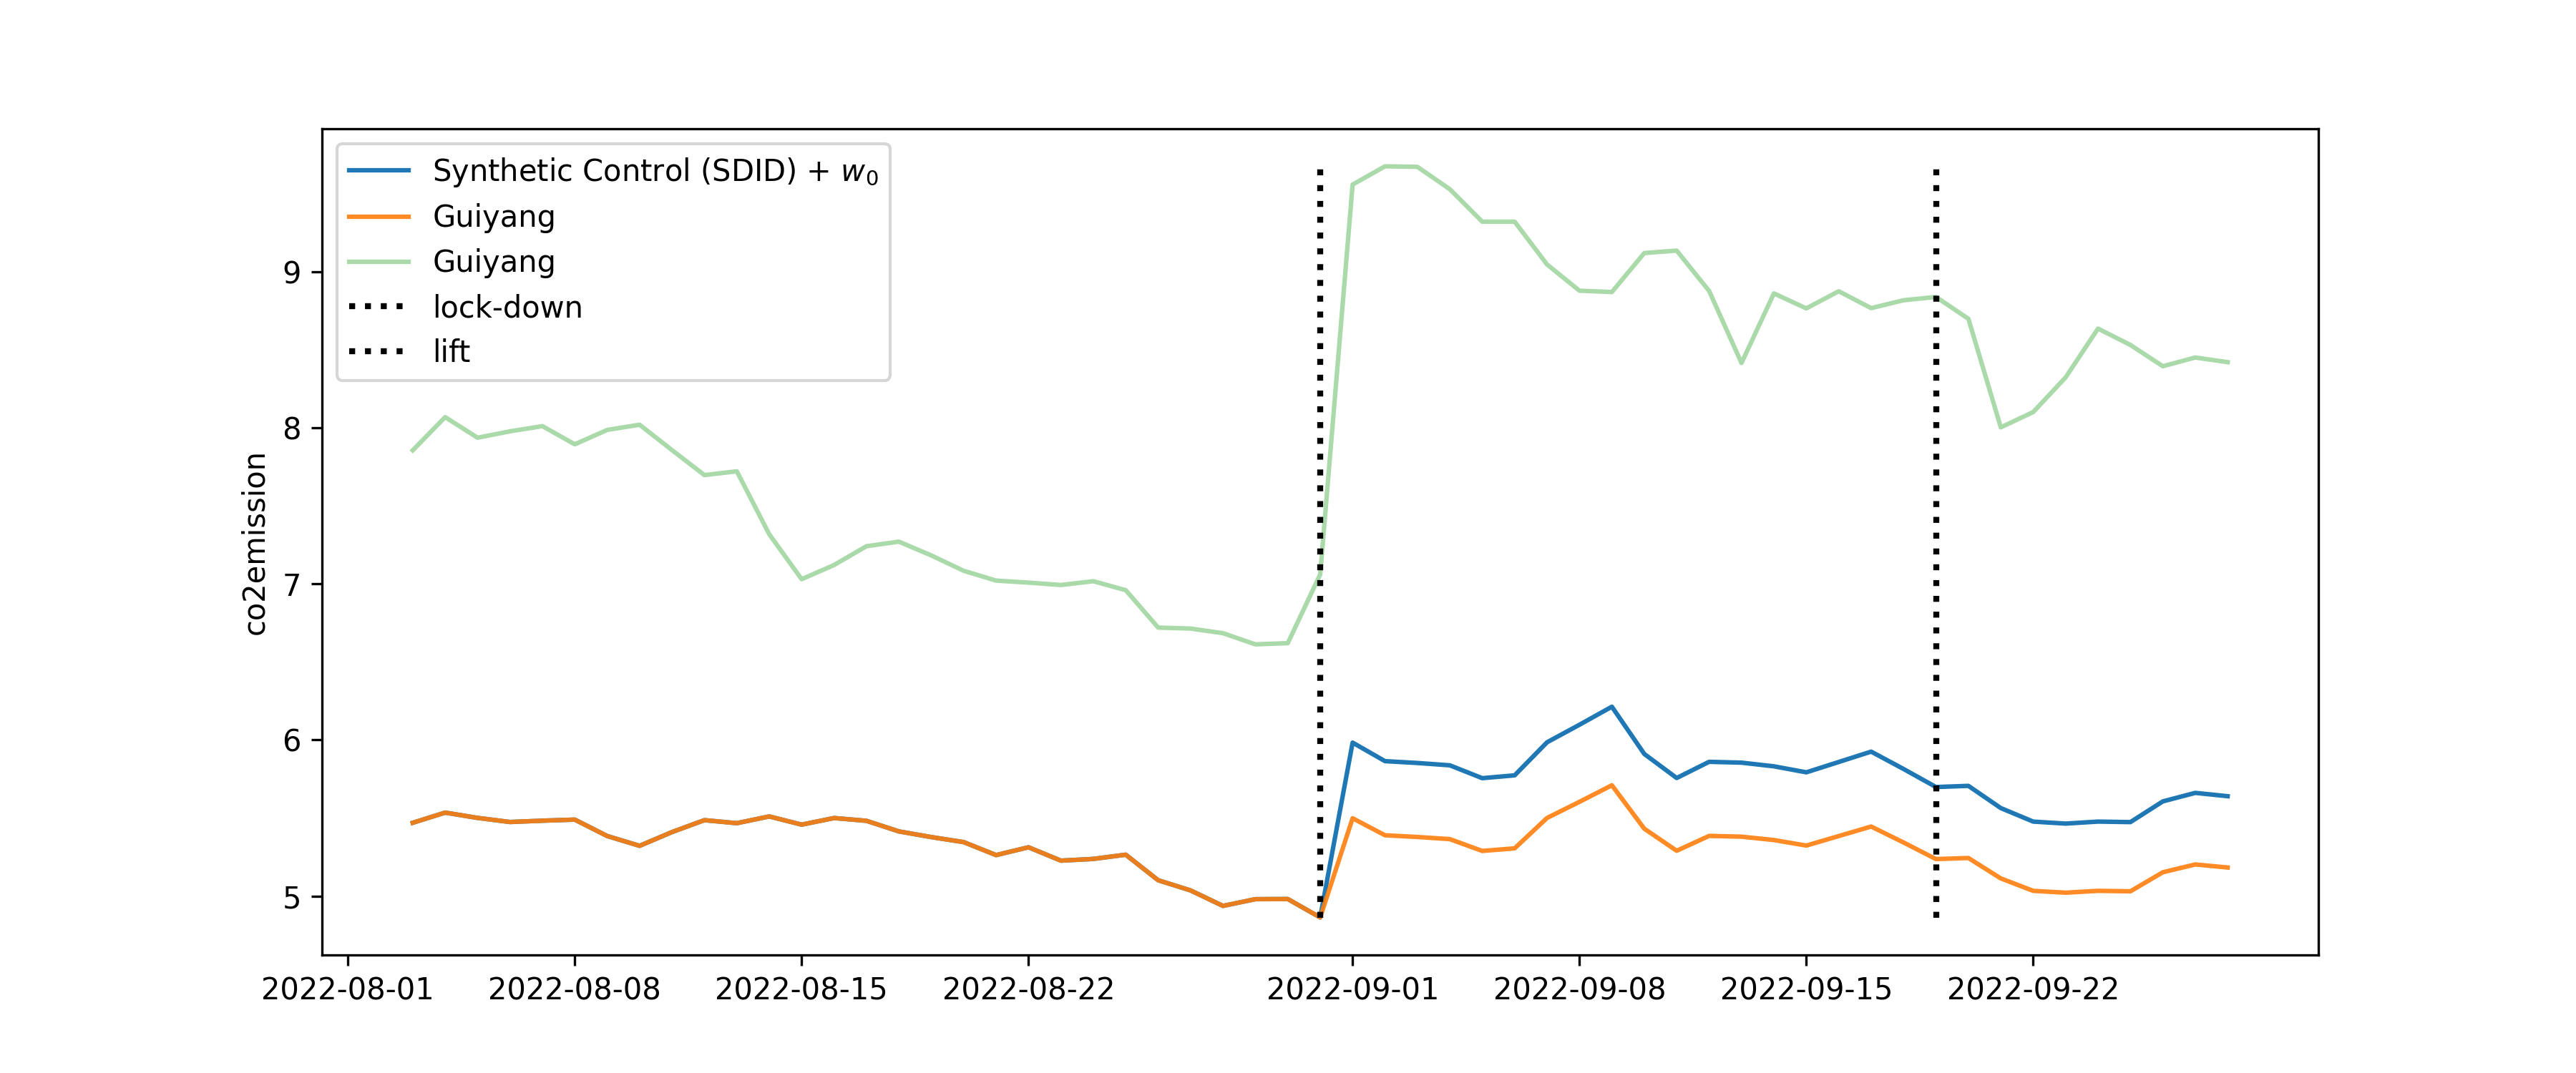 Synthetic Control (SDID) + w₀
Guiyang
Guiyang
lock-down
lift
co2emission
9
8
7
6
5
2022-08-01 2022-08-08 2022-08-15 2022-08-22 2022-09-01 2022-09-08 2022-09-15 2022-09-22